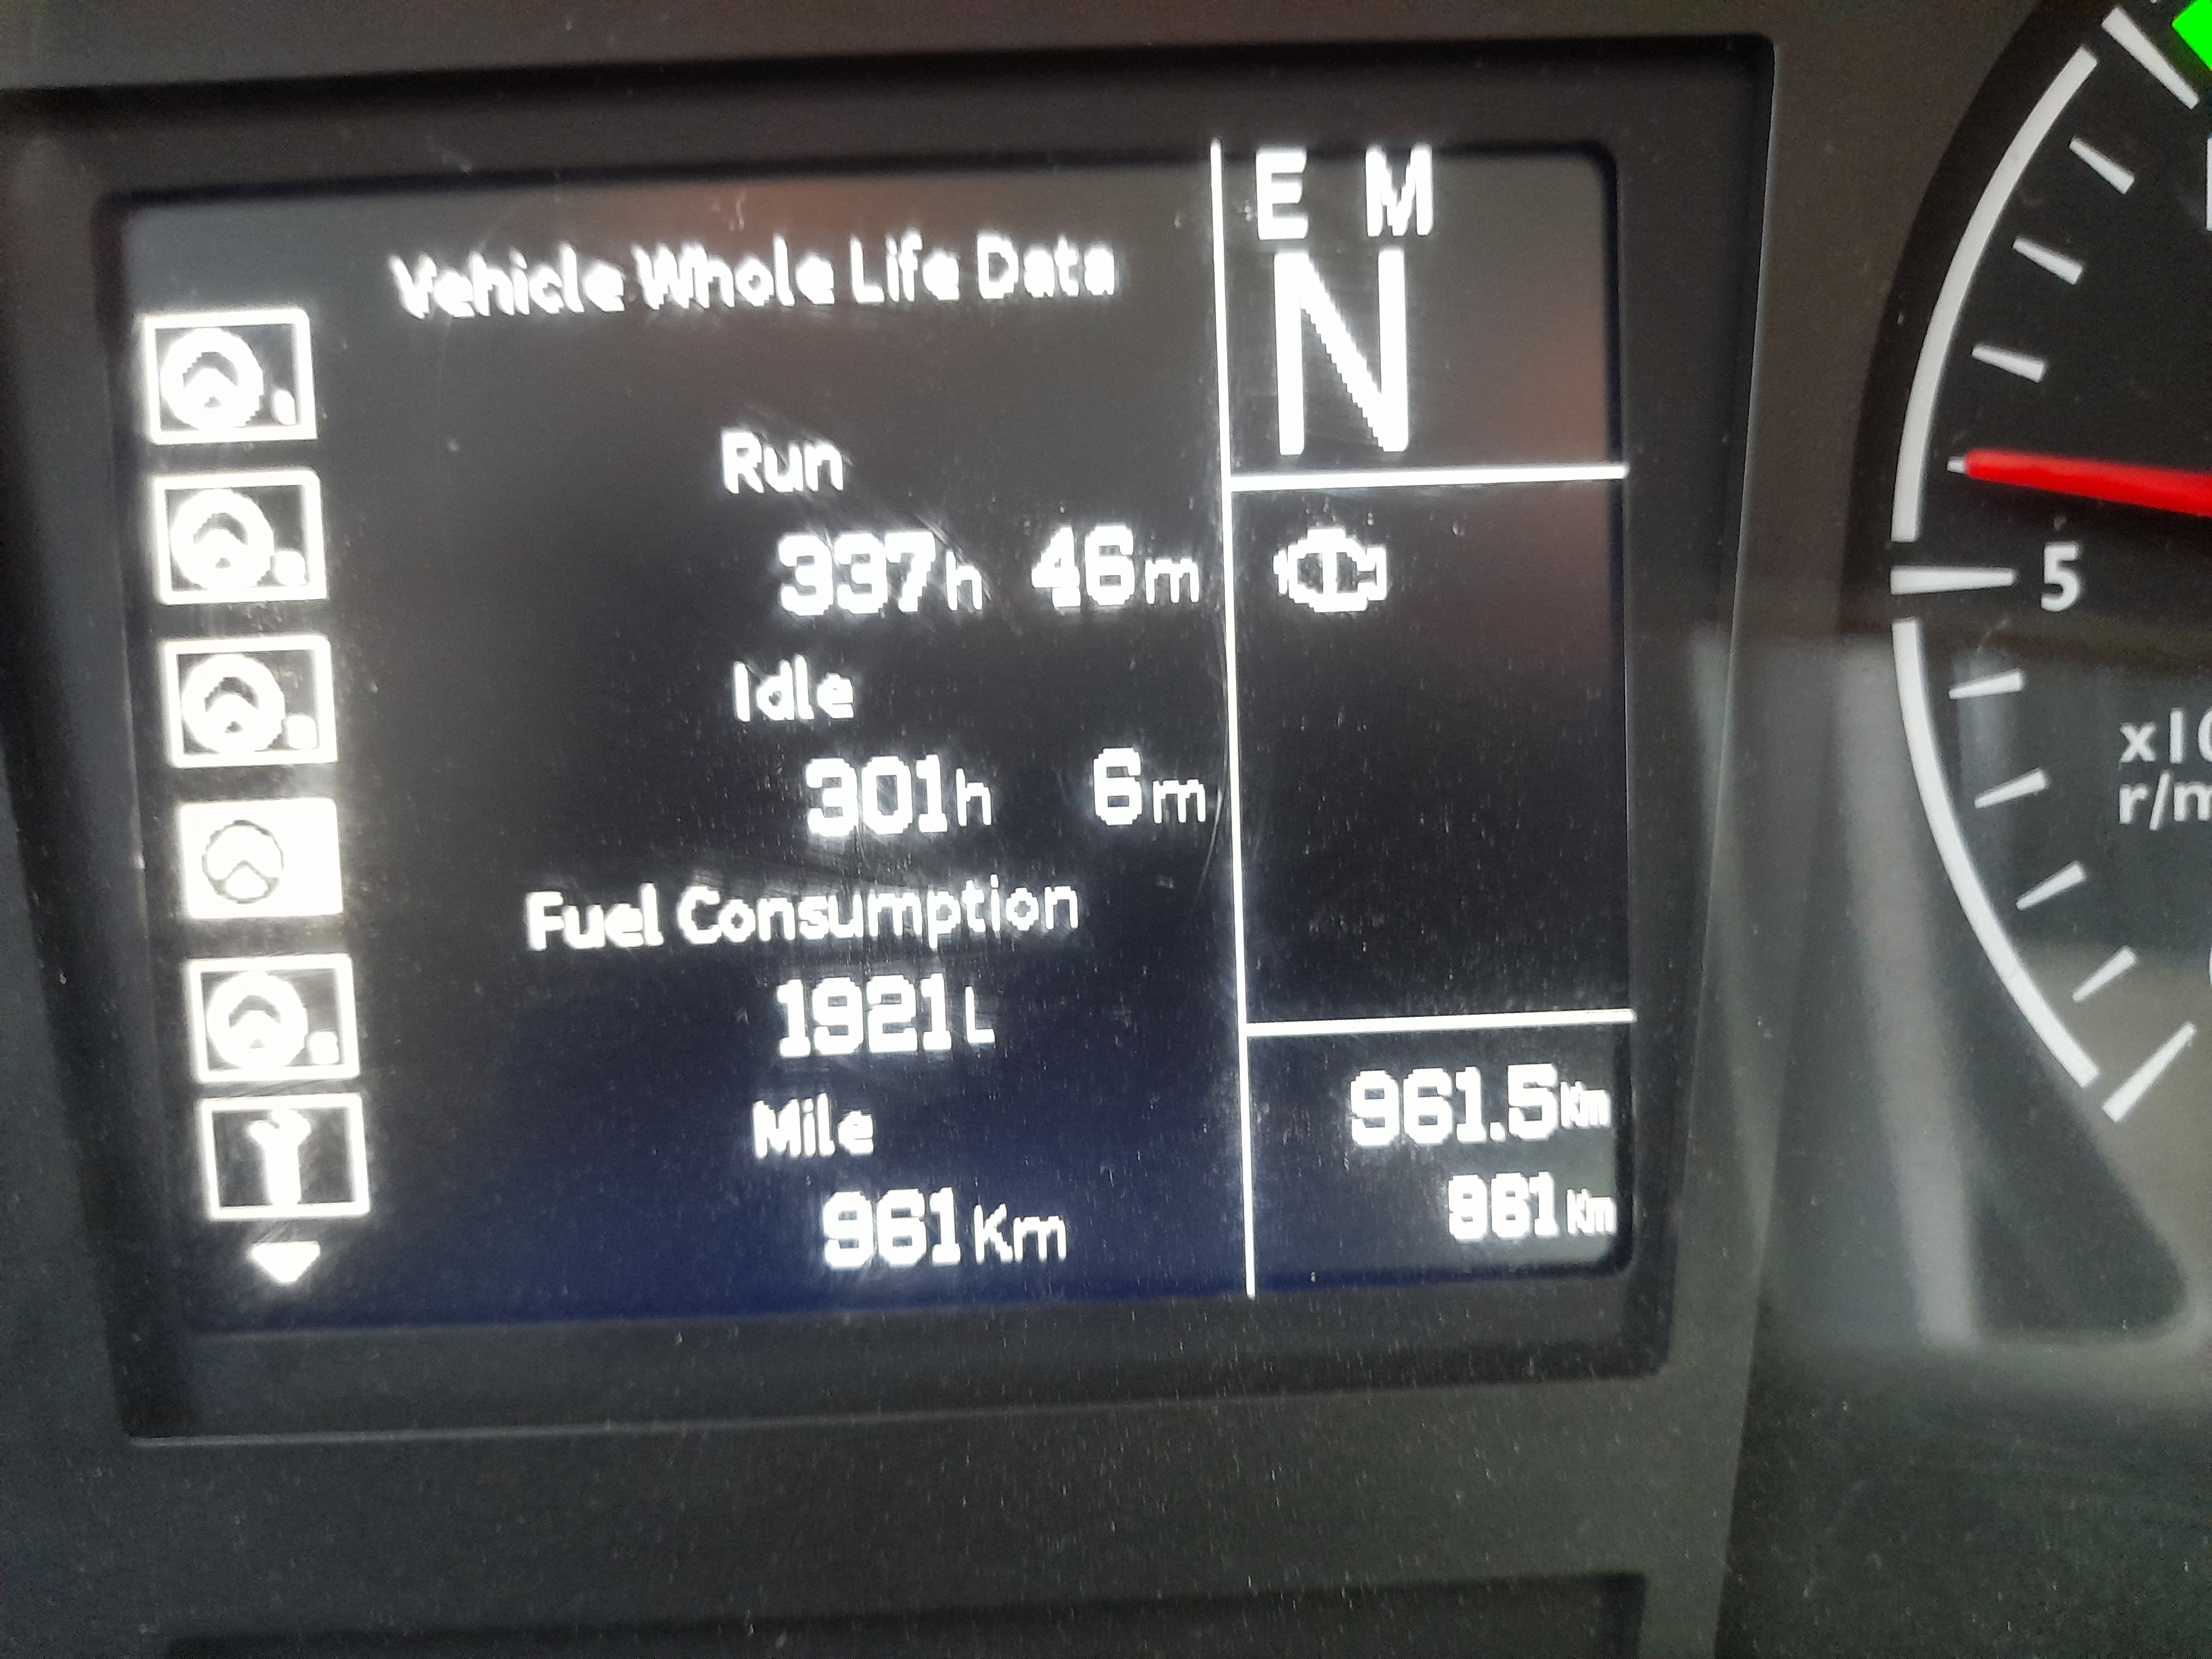 Vehicle Whole Life Data
Run
337h 46m
Idle
301h 6m
Fuel Consumption
1921L
Mile
961Km
E M
N
961.5Km
961Km
5